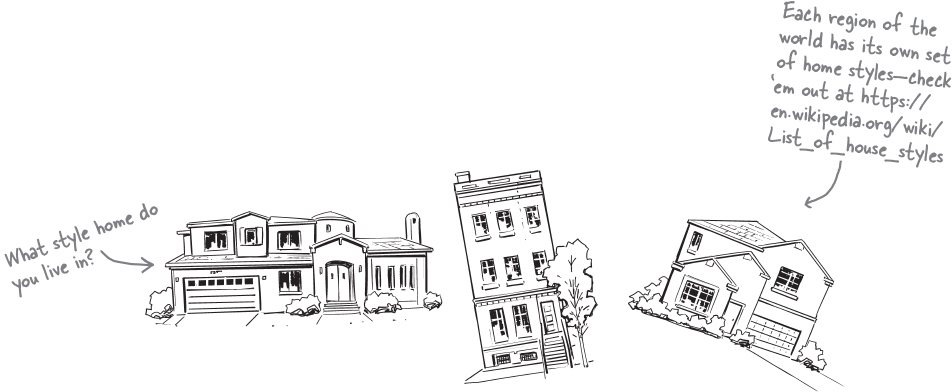 Each region of the
world has its own set
of home styles—check
'em out at https://
en.wikipedia.org/wiki/
List_of_house_styles
What style home do
you live in?